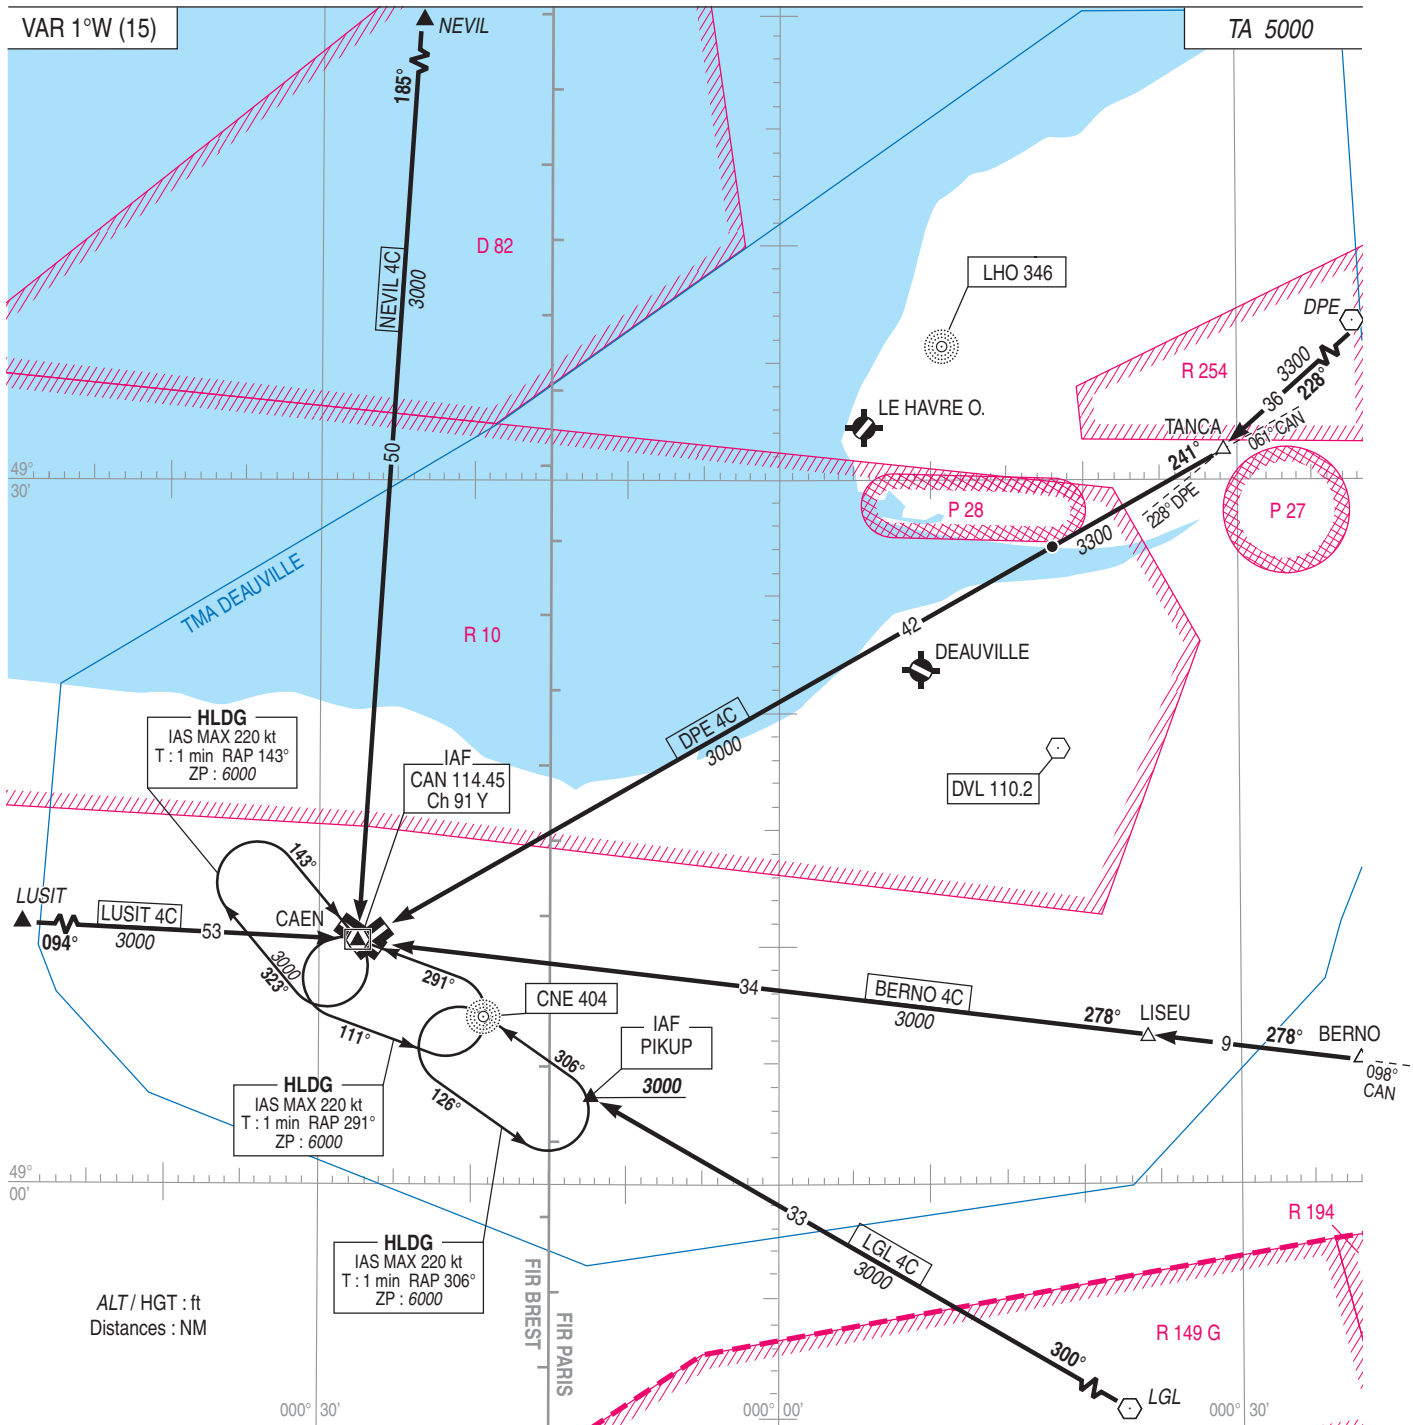 VAR 1°W (15)
NEVIL
TA 5000
185°
D 82
NEVIL 4C
3000
LHO 346
DPE
3300
R 254
228°
36
LE HAVRE O.
TANCA
061° CAN
241°
50
49°
30'
P 28
228° DPE
P 27
3300
TMA DEAUVILLE
R 10
42
DEAUVILLE
HLDG
IAS MAX 220 kt
T : 1 min RAP 143°
ZP : 6000
DPE 4C
3000
IAF
CAN 114.45
Ch 91 Y
DVL 110.2
143°
LUSIT
LUSIT 4C
53
CAEN
094°
3000
3000
323°
291°
34
BERNO 4C
3000
CNE 404
278°
LISEU
9
278°
BERNO
098°
CAN
111°
IAF
PIKUP
3000
306°
HLDG
IAS MAX 220 kt
T : 1 min RAP 291°
ZP : 6000
126°
49°
00'
33
R 194
LGL 4C
3000
HLDG
IAS MAX 220 kt
T : 1 min RAP 306°
ZP : 6000
FIR BREST
FIR PARIS
ALT / HGT : ft
Distances : NM
R 149 G
300°
LGL
000° 30'
000° 00'
000° 30'